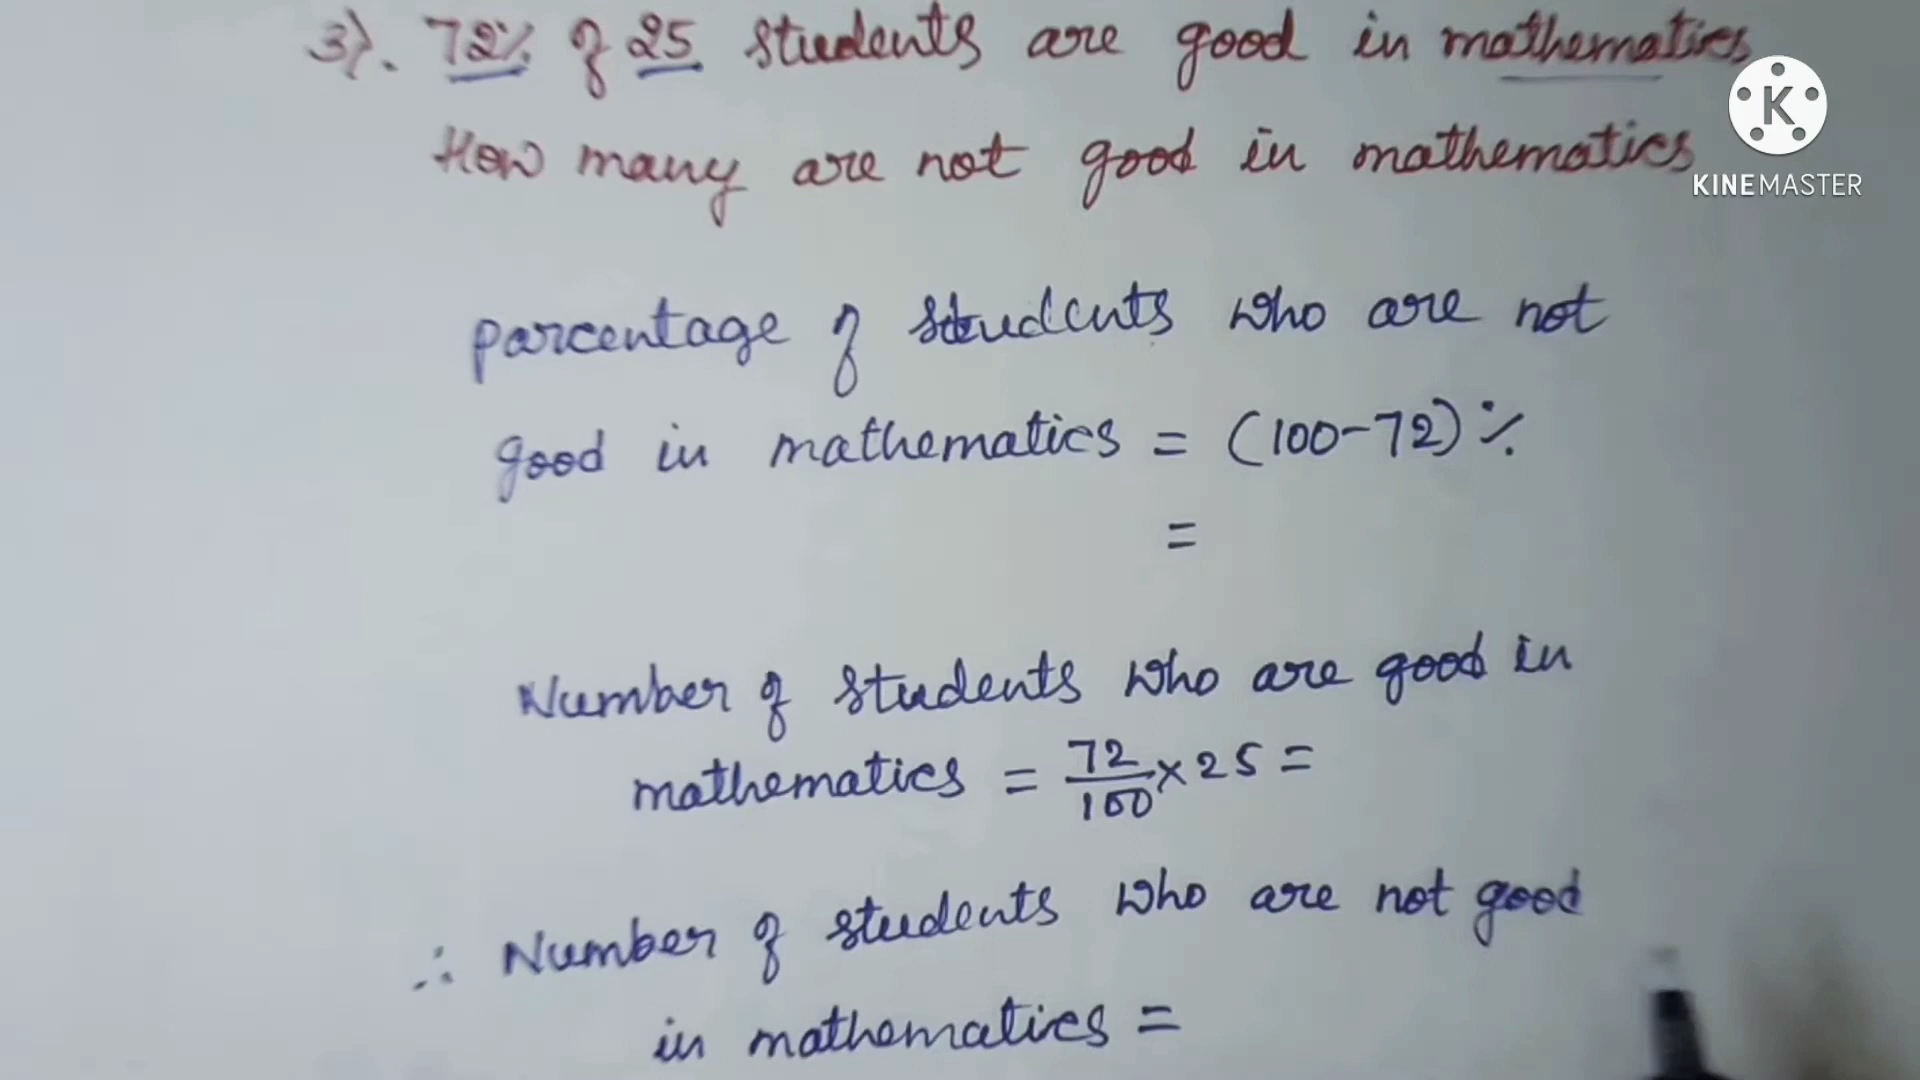 3). 72% of 25 students are good in mathematics
How many are not good in mathematics
K
KINEMASTER
parcentage of students who are not
good in mathematics = (100-72) %
=
Number of students who are good in
mathematics = 72/100 × 25 =
∴ Number of students who are not good
in mathematics =